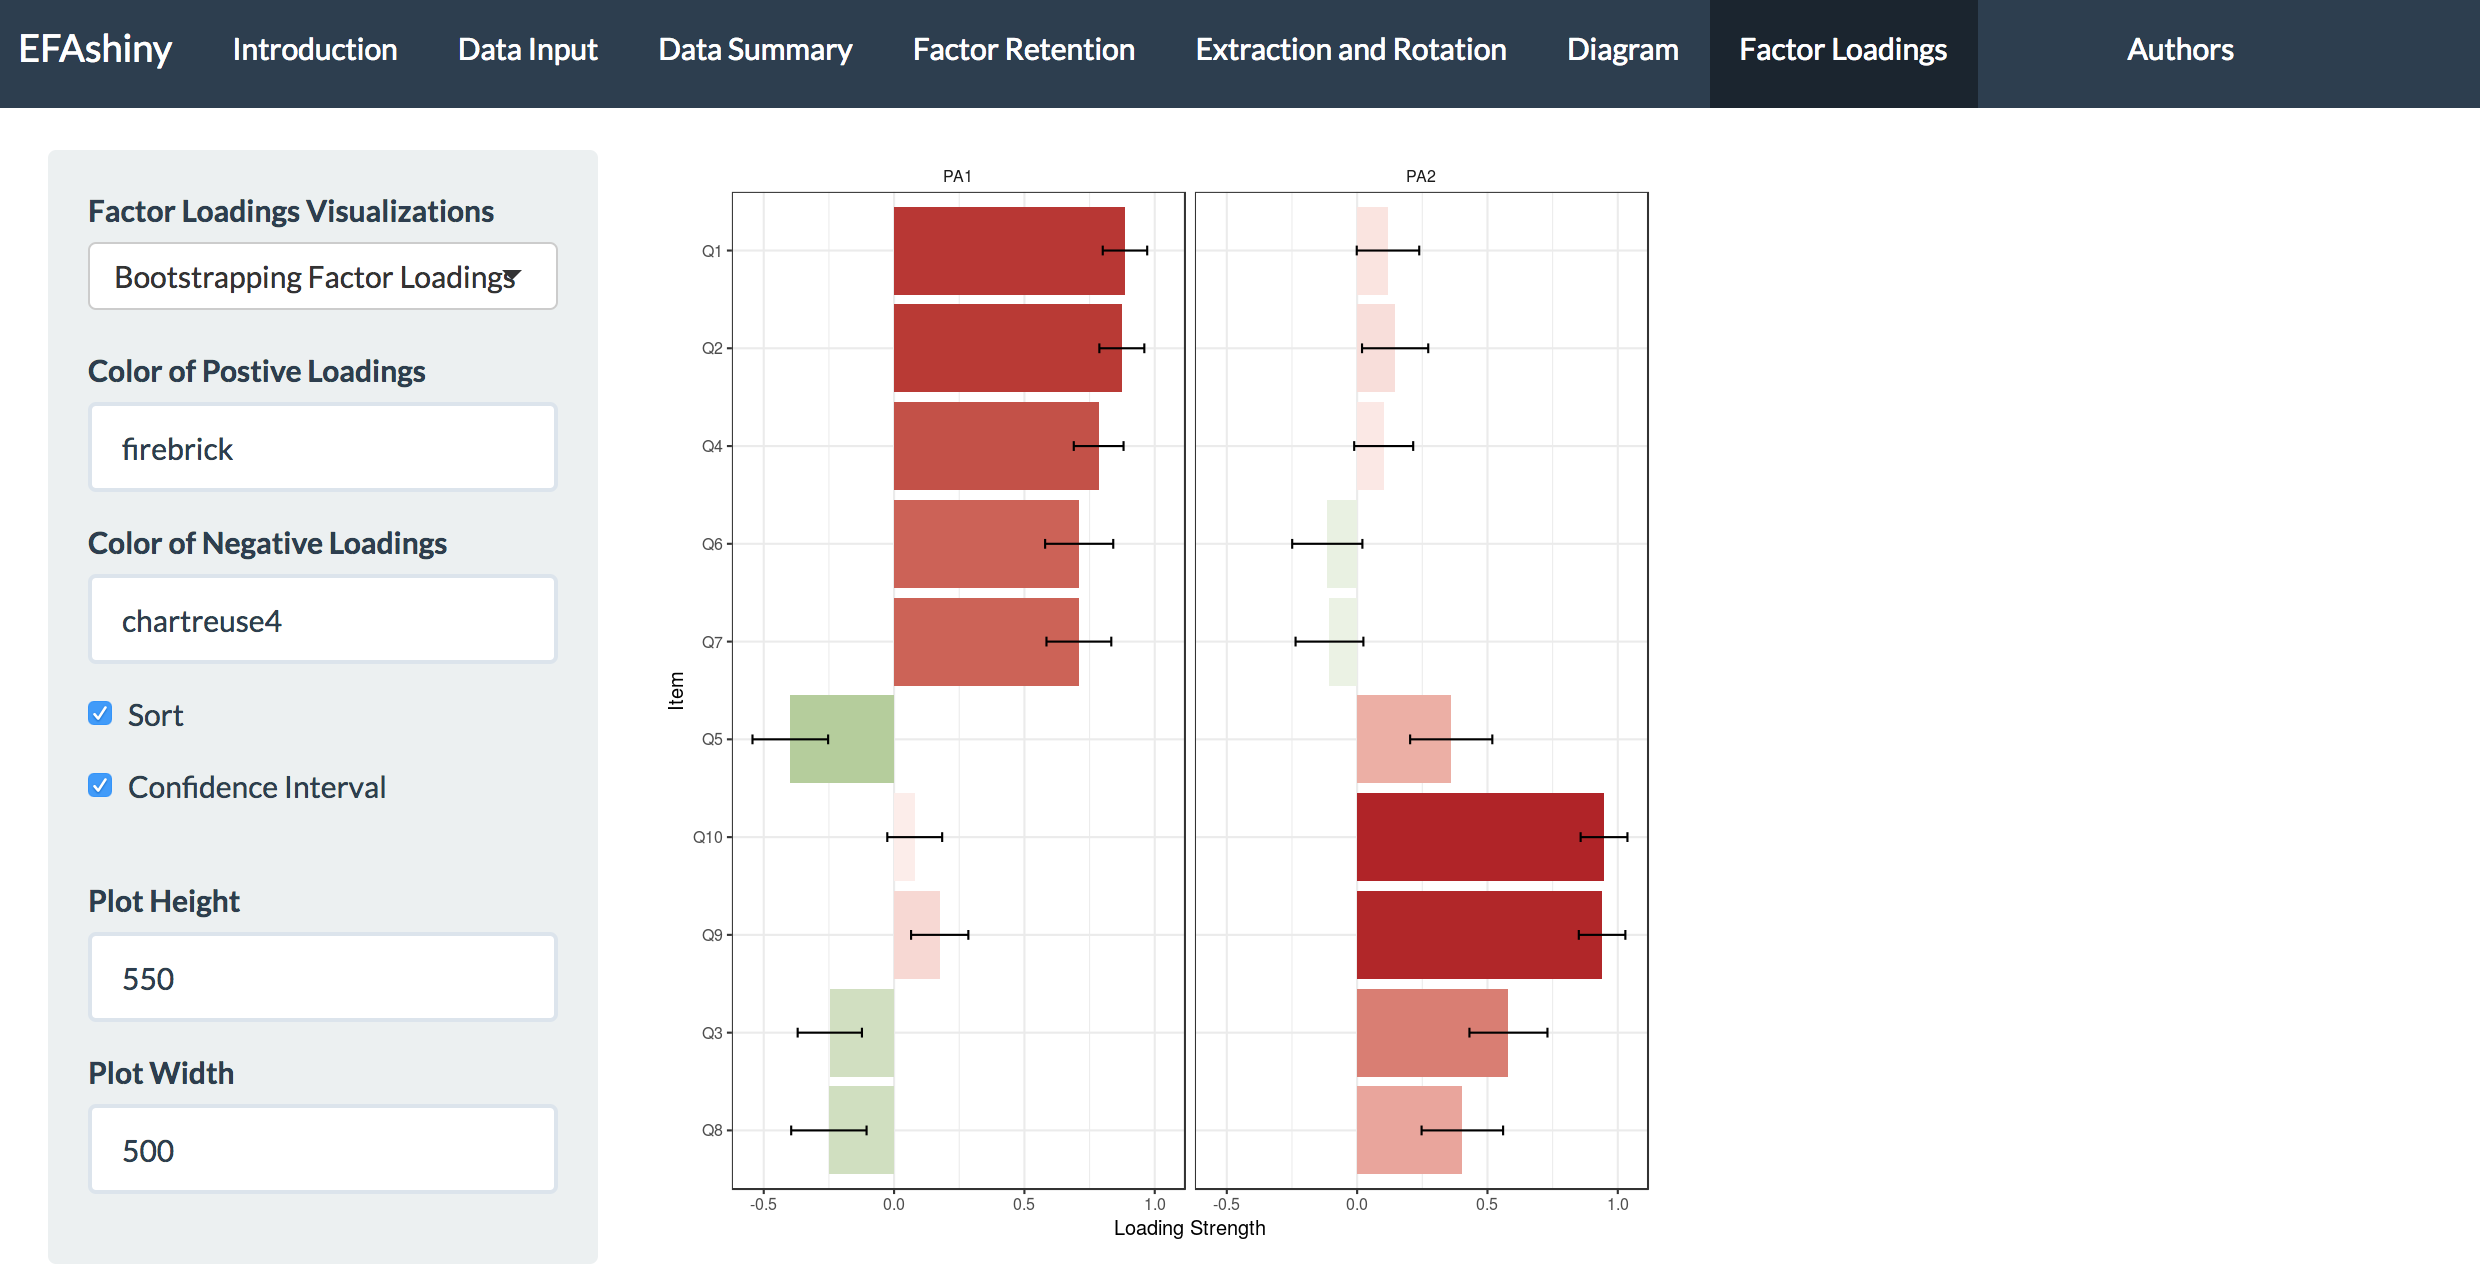 EFAshiny Introduction Data Input Data Summary Factor Retention Extraction and Rotation Diagram Factor Loadings Authors
Factor Loadings Visualizations
Bootstrapping Factor Loadings
Color of Postive Loadings
firebrick
Color of Negative Loadings
chartreuse4
Sort
Confidence Interval
Plot Height
550
Plot Width
500
PA1 PA2
Item
Q1
Q2
Q4
Q6
Q7
Q5
Q10
Q9
Q3
Q8
-0.5 0.0 0.5 1.0 -0.5 0.0 0.5 1.0
Loading Strength